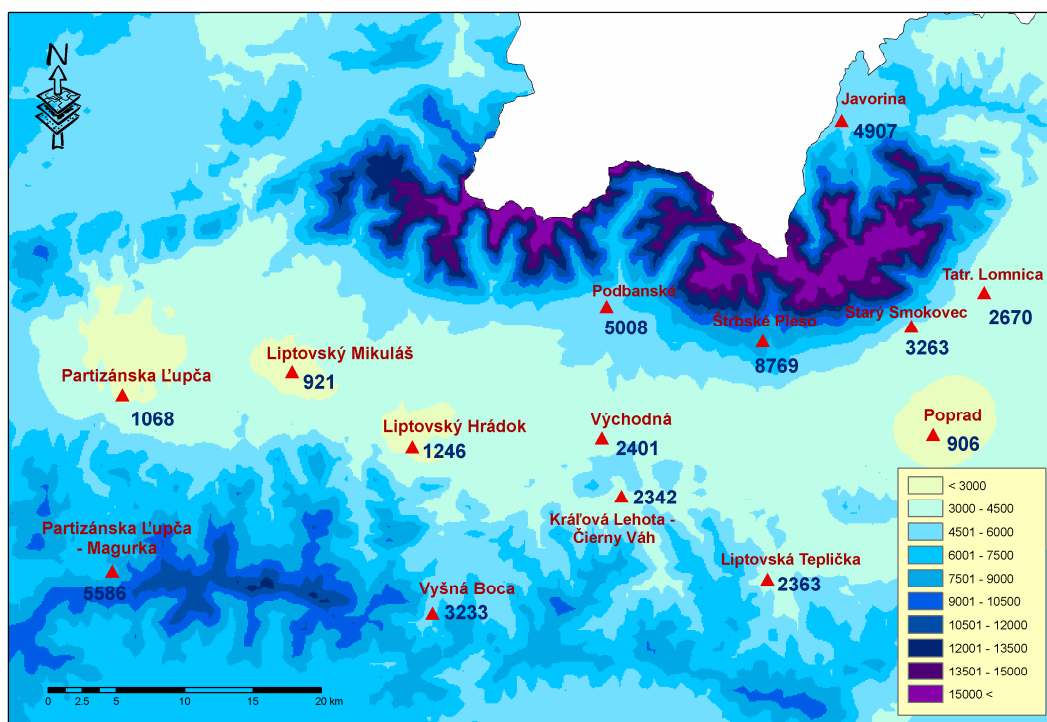 N
Javorina
4907
Tatr. Lomnica
2670
Podbanské
5008
Štrbské Pleso
8769
Starý Smokovec
3263
Liptovský Mikuláš
921
Partizánska Ľupča
1068
Liptovský Hrádok
1246
Východná
2401
Poprad
906
2342
Kráľová Lehota -
Čierny Váh
Partizánska Ľupča
- Magurka
5586
Vyšná Boca
3233
Liptovská Teplička
2363
< 3000
3000 - 4500
4501 - 6000
6001 - 7500
7501 - 9000
9001 - 10500
10501 - 12000
12001 - 13500
13501 - 15000
15000 <
0 2.5 5 10 15 20 km